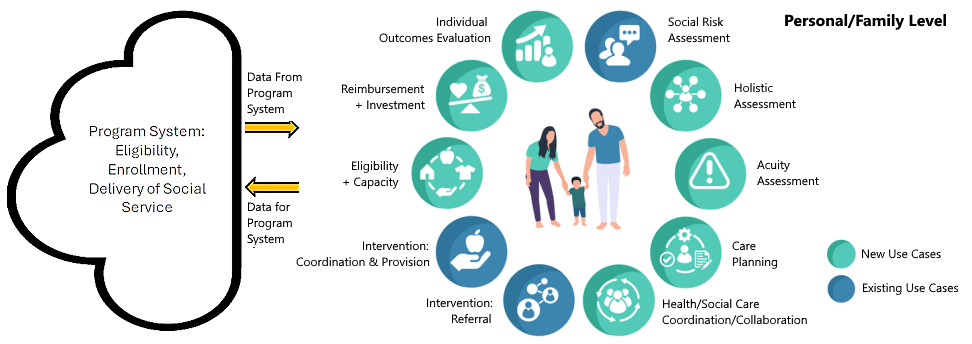 Personal/Family Level
Program System:
Eligibility,
Enrollment,
Delivery of Social
Service
Data From
Program
System
Data for
Program
System
Individual
Outcomes Evaluation
Social Risk
Assessment
Reimbursement
+ Investment
$
Holistic
Assessment
Eligibility
+ Capacity
Acuity
Assessment
Intervention:
Coordination & Provision
Care
Planning
Intervention:
Referral
Health/Social Care
Coordination/Collaboration
New Use Cases
Existing Use Cases